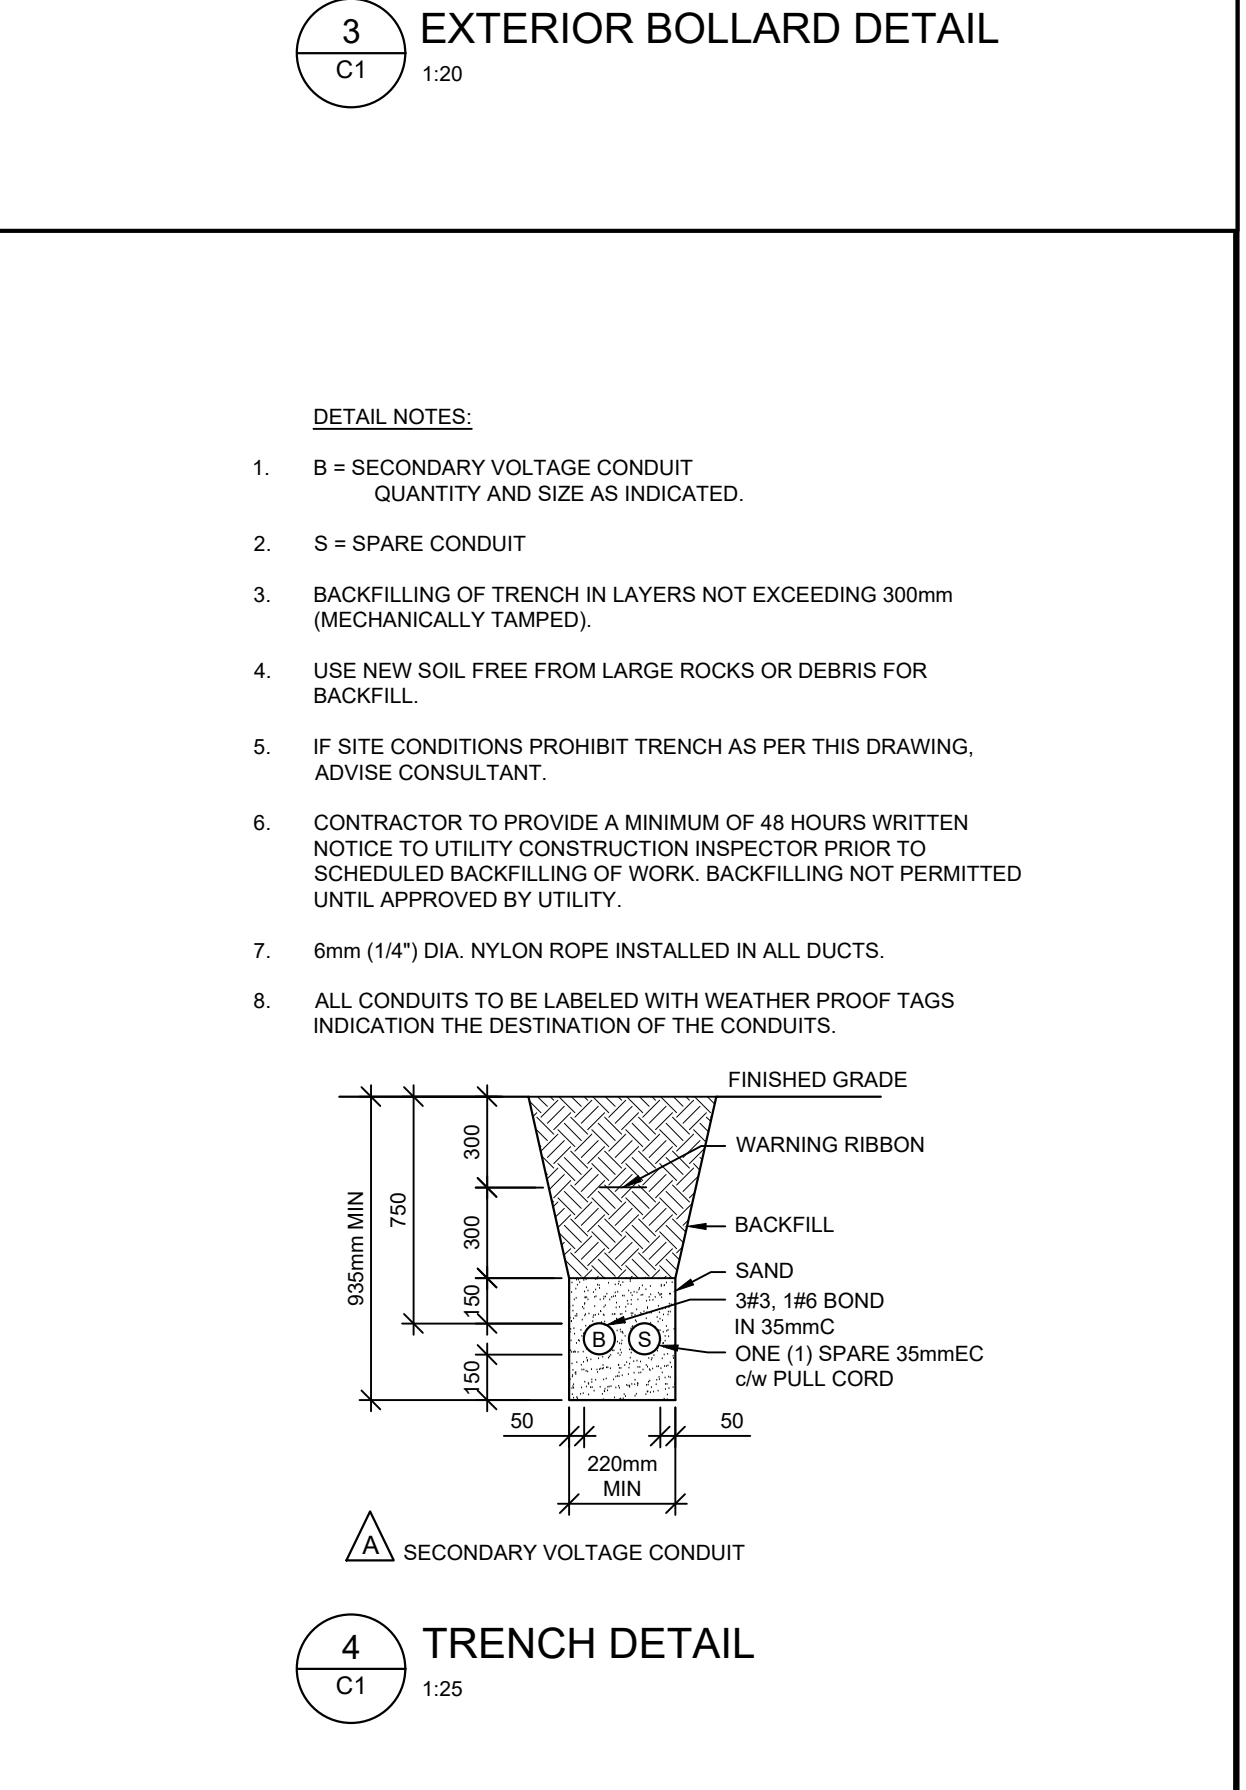 3
C1
EXTERIOR BOLLARD DETAIL
1:20
DETAIL NOTES:
1. B = SECONDARY VOLTAGE CONDUIT
QUANTITY AND SIZE AS INDICATED.
2. S = SPARE CONDUIT
3. BACKFILLING OF TRENCH IN LAYERS NOT EXCEEDING 300mm
(MECHANICALLY TAMPED).
4. USE NEW SOIL FREE FROM LARGE ROCKS OR DEBRIS FOR
BACKFILL.
5. IF SITE CONDITIONS PROHIBIT TRENCH AS PER THIS DRAWING,
ADVISE CONSULTANT.
6. CONTRACTOR TO PROVIDE A MINIMUM OF 48 HOURS WRITTEN
NOTICE TO UTILITY CONSTRUCTION INSPECTOR PRIOR TO
SCHEDULED BACKFILLING OF WORK. BACKFILLING NOT PERMITTED
UNTIL APPROVED BY UTILITY.
7. 6mm (1/4") DIA. NYLON ROPE INSTALLED IN ALL DUCTS.
8. ALL CONDUITS TO BE LABELED WITH WEATHER PROOF TAGS
INDICATION THE DESTINATION OF THE CONDUITS.
FINISHED GRADE
WARNING RIBBON
BACKFILL
SAND
3#3, 1#6 BOND
IN 35mmC
ONE (1) SPARE 35mmEC
c/w PULL CORD
935mm MIN
750
300
300
150
150
B
S
50
50
220mm
MIN
A
SECONDARY VOLTAGE CONDUIT
4
C1
TRENCH DETAIL
1:25